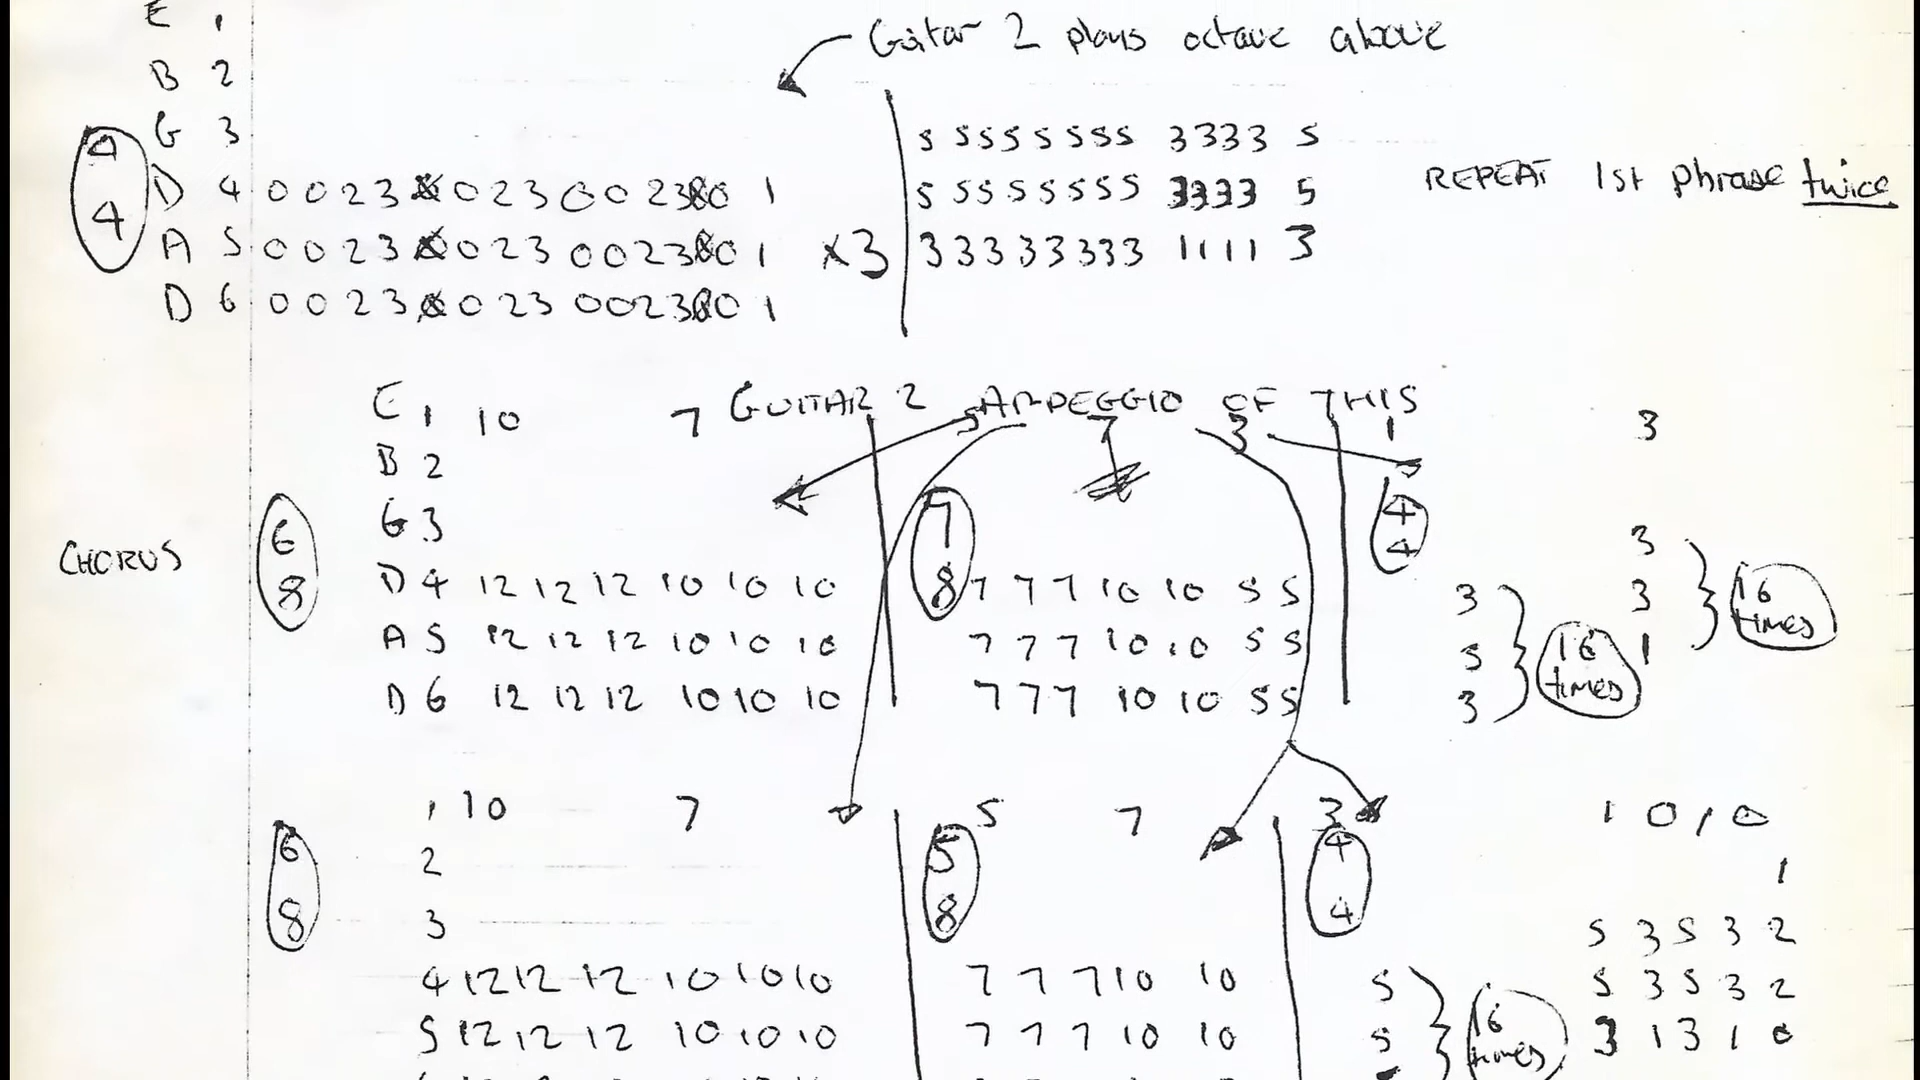 E 1
Guitar 2 plays octave above
B 2
G 3 5 5 5 5 5 5 5 5 3 3 3 3 5
4
4
D 4 0 0 2 3 0 2 3 0 0 2 3 0 1 5 5 5 5 5 5 5 5 3 3 3 3 5 REPEAT 1st phrase twice
A 5 0 0 2 3 0 2 3 0 0 2 3 0 1 x3 3 3 3 3 3 3 3 3 1 1 1 1 3
D 6 0 0 2 3 0 2 3 0 0 2 3 0 1
GUITAR 2 ARPEGGIO OF THIS
E 1 10 7 5 7 3 1 3
B 2
G 3
CHORUS 6 8 7 8 4 4
3
D 4 12 12 12 10 10 10 7 7 7 10 10 5 5 3 3 16 times
A 5 12 12 12 10 10 10 7 7 7 10 10 5 5 5 16 times 1
D 6 12 12 12 10 10 10 7 7 7 10 10 5 5 3
1 10 7 5 7 3 1 0 1 0
6 8 5 8 4 4
2 1
3 5 3 5 3 2
4 12 12 12 10 10 10 7 7 7 10 10 5 5 3 5 3 2
5 12 12 12 10 10 10 7 7 7 10 10 5 16 times 3 1 3 1 0